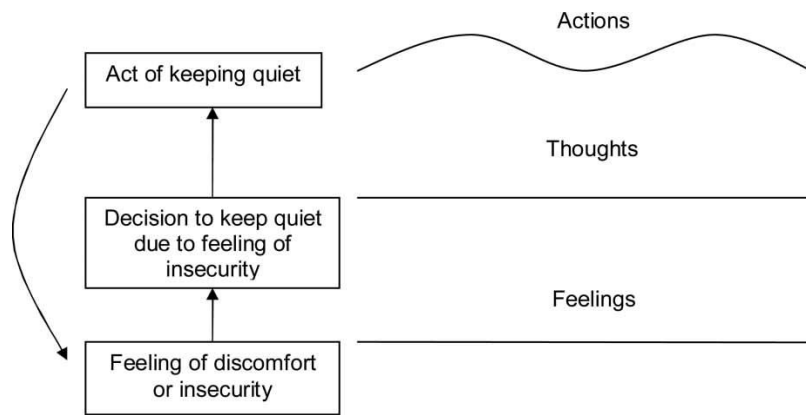 Actions
Act of keeping quiet
Thoughts
Decision to keep quiet
due to feeling of
insecurity
Feelings
Feeling of discomfort
or insecurity